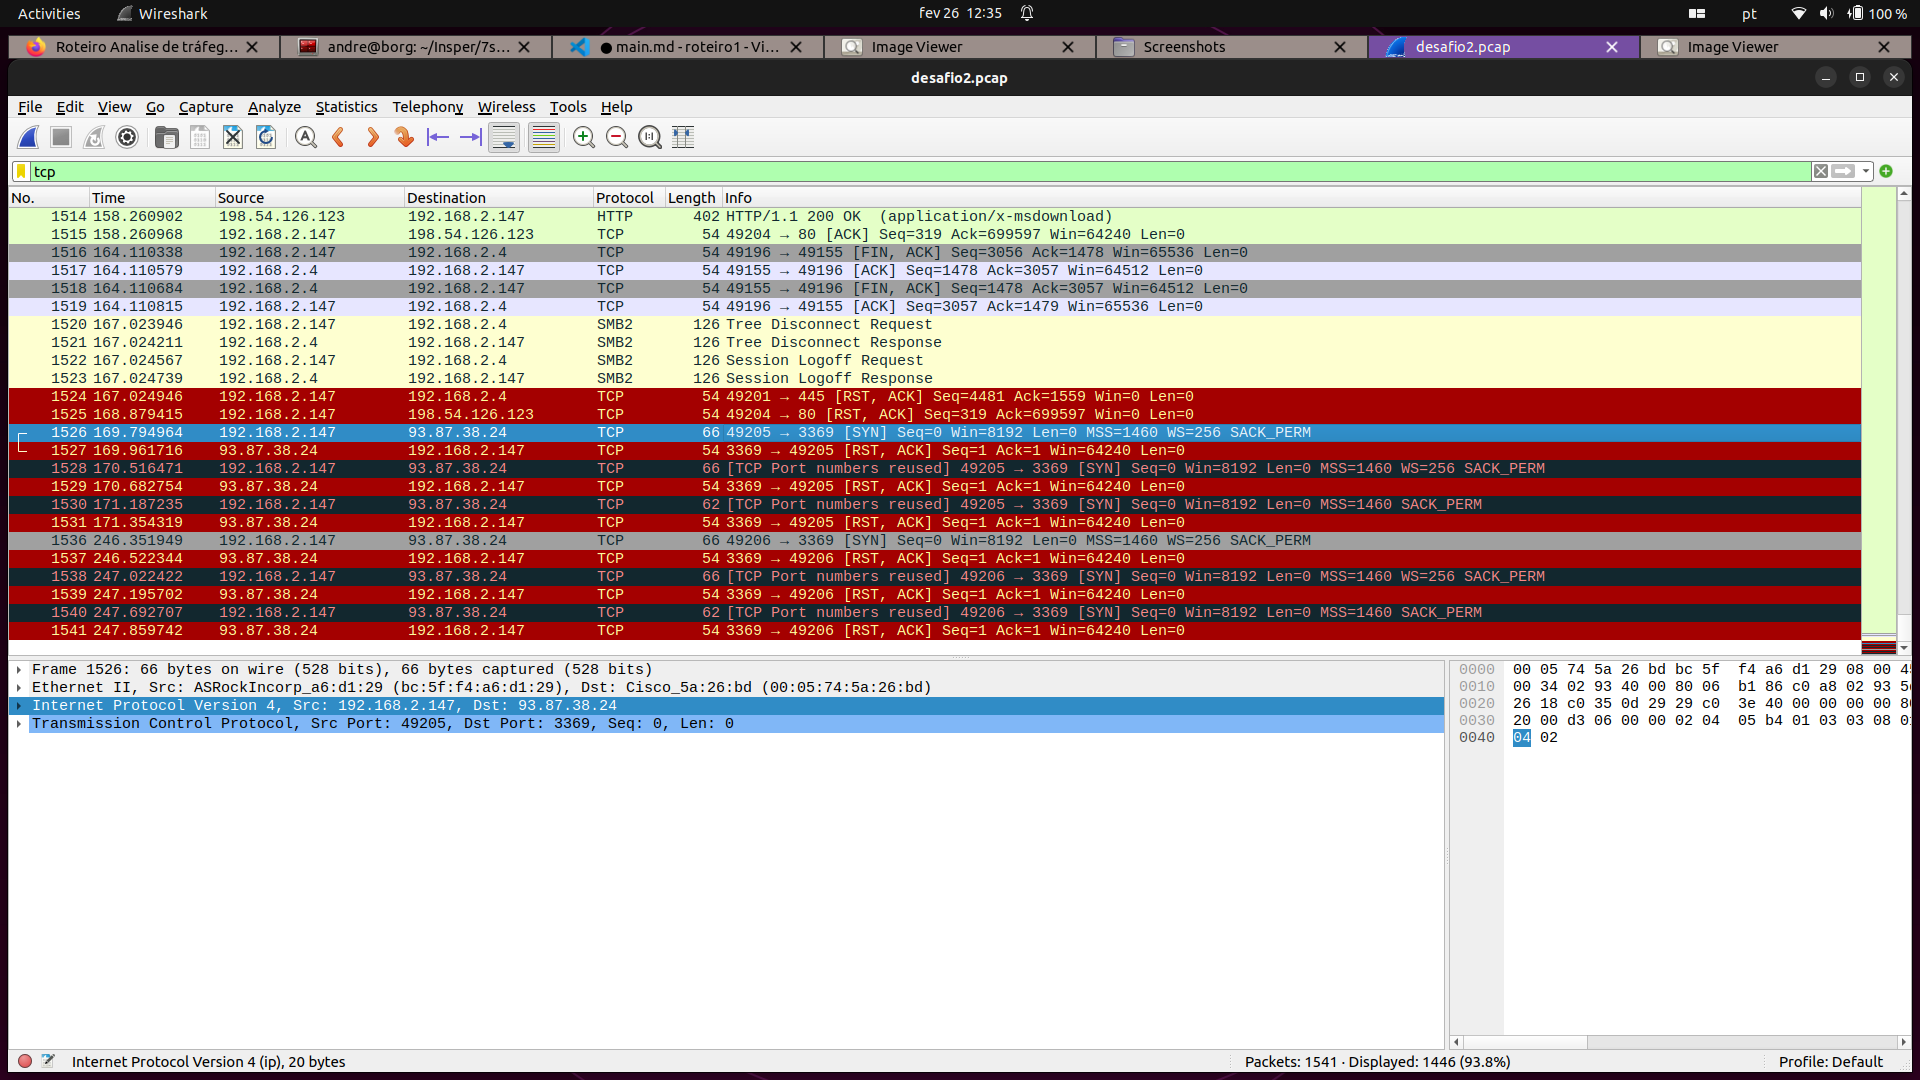 Activities
Wireshark
fev 26 12:35
pt
100 %
Roteiro Analise de tráfeg...
andre@borg: ~/Insper/7s...
● main.md - roteiro1 - Vi...
Image Viewer
Screenshots
desafio2.pcap
Image Viewer
desafio2.pcap
File Edit View Go Capture Analyze Statistics Telephony Wireless Tools Help
tcp
No. Time Source Destination Protocol Length Info
1514 158.260902 198.54.126.123 192.168.2.147 HTTP 402 HTTP/1.1 200 OK (application/x-msdownload)
1515 158.260968 192.168.2.147 198.54.126.123 TCP 54 49204 → 80 [ACK] Seq=319 Ack=699597 Win=64240 Len=0
1516 164.110338 192.168.2.147 192.168.2.4 TCP 54 49196 → 49155 [FIN, ACK] Seq=3056 Ack=1478 Win=65536 Len=0
1517 164.110579 192.168.2.4 192.168.2.147 TCP 54 49155 → 49196 [ACK] Seq=1478 Ack=3057 Win=64512 Len=0
1518 164.110684 192.168.2.4 192.168.2.147 TCP 54 49155 → 49196 [FIN, ACK] Seq=1478 Ack=3057 Win=64512 Len=0
1519 164.110815 192.168.2.147 192.168.2.4 TCP 54 49196 → 49155 [ACK] Seq=3057 Ack=1479 Win=65536 Len=0
1520 167.023946 192.168.2.147 192.168.2.4 SMB2 126 Tree Disconnect Request
1521 167.024211 192.168.2.4 192.168.2.147 SMB2 126 Tree Disconnect Response
1522 167.024567 192.168.2.147 192.168.2.4 SMB2 126 Session Logoff Request
1523 167.024739 192.168.2.4 192.168.2.147 SMB2 126 Session Logoff Response
1524 167.024946 192.168.2.147 192.168.2.4 TCP 54 49201 → 445 [RST, ACK] Seq=4481 Ack=1559 Win=0 Len=0
1525 168.879415 192.168.2.147 198.54.126.123 TCP 54 49204 → 80 [RST, ACK] Seq=319 Ack=699597 Win=0 Len=0
1526 169.794964 192.168.2.147 93.87.38.24 TCP 66 49205 → 3369 [SYN] Seq=0 Win=8192 Len=0 MSS=1460 WS=256 SACK_PERM
1527 169.961716 93.87.38.24 192.168.2.147 TCP 54 3369 → 49205 [RST, ACK] Seq=1 Ack=1 Win=64240 Len=0
1528 170.516471 192.168.2.147 93.87.38.24 TCP 66 [TCP Port numbers reused] 49205 → 3369 [SYN] Seq=0 Win=8192 Len=0 MSS=1460 WS=256 SACK_PERM
1529 170.682754 93.87.38.24 192.168.2.147 TCP 54 3369 → 49205 [RST, ACK] Seq=1 Ack=1 Win=64240 Len=0
1530 171.187235 192.168.2.147 93.87.38.24 TCP 62 [TCP Port numbers reused] 49205 → 3369 [SYN] Seq=0 Win=8192 Len=0 MSS=1460 SACK_PERM
1531 171.354319 93.87.38.24 192.168.2.147 TCP 54 3369 → 49205 [RST, ACK] Seq=1 Ack=1 Win=64240 Len=0
1536 246.351949 192.168.2.147 93.87.38.24 TCP 66 49206 → 3369 [SYN] Seq=0 Win=8192 Len=0 MSS=1460 WS=256 SACK_PERM
1537 246.522344 93.87.38.24 192.168.2.147 TCP 54 3369 → 49206 [RST, ACK] Seq=1 Ack=1 Win=64240 Len=0
1538 247.022422 192.168.2.147 93.87.38.24 TCP 66 [TCP Port numbers reused] 49206 → 3369 [SYN] Seq=0 Win=8192 Len=0 MSS=1460 WS=256 SACK_PERM
1539 247.195702 93.87.38.24 192.168.2.147 TCP 54 3369 → 49206 [RST, ACK] Seq=1 Ack=1 Win=64240 Len=0
1540 247.692707 192.168.2.147 93.87.38.24 TCP 62 [TCP Port numbers reused] 49206 → 3369 [SYN] Seq=0 Win=8192 Len=0 MSS=1460 SACK_PERM
1541 247.859742 93.87.38.24 192.168.2.147 TCP 54 3369 → 49206 [RST, ACK] Seq=1 Ack=1 Win=64240 Len=0
Frame 1526: 66 bytes on wire (528 bits), 66 bytes captured (528 bits)
Ethernet II, Src: ASRockIncorp_a6:d1:29 (bc:5f:f4:a6:d1:29), Dst: Cisco_5a:26:bd (00:05:74:5a:26:bd)
Internet Protocol Version 4, Src: 192.168.2.147, Dst: 93.87.38.24
Transmission Control Protocol, Src Port: 49205, Dst Port: 3369, Seq: 0, Len: 0
0000 00 05 74 5a 26 bd bc 5f f4 a6 d1 29 08 00 45
0010 00 34 02 93 40 00 80 06 b1 86 c0 a8 02 93 5d
0020 26 18 c0 35 0d 29 29 c0 3e 40 00 00 00 00 80
0030 20 00 d3 06 00 00 02 04 05 b4 01 03 03 08 01
0040 04 02
Internet Protocol Version 4 (ip), 20 bytes
Packets: 1541 · Displayed: 1446 (93.8%)
Profile: Default